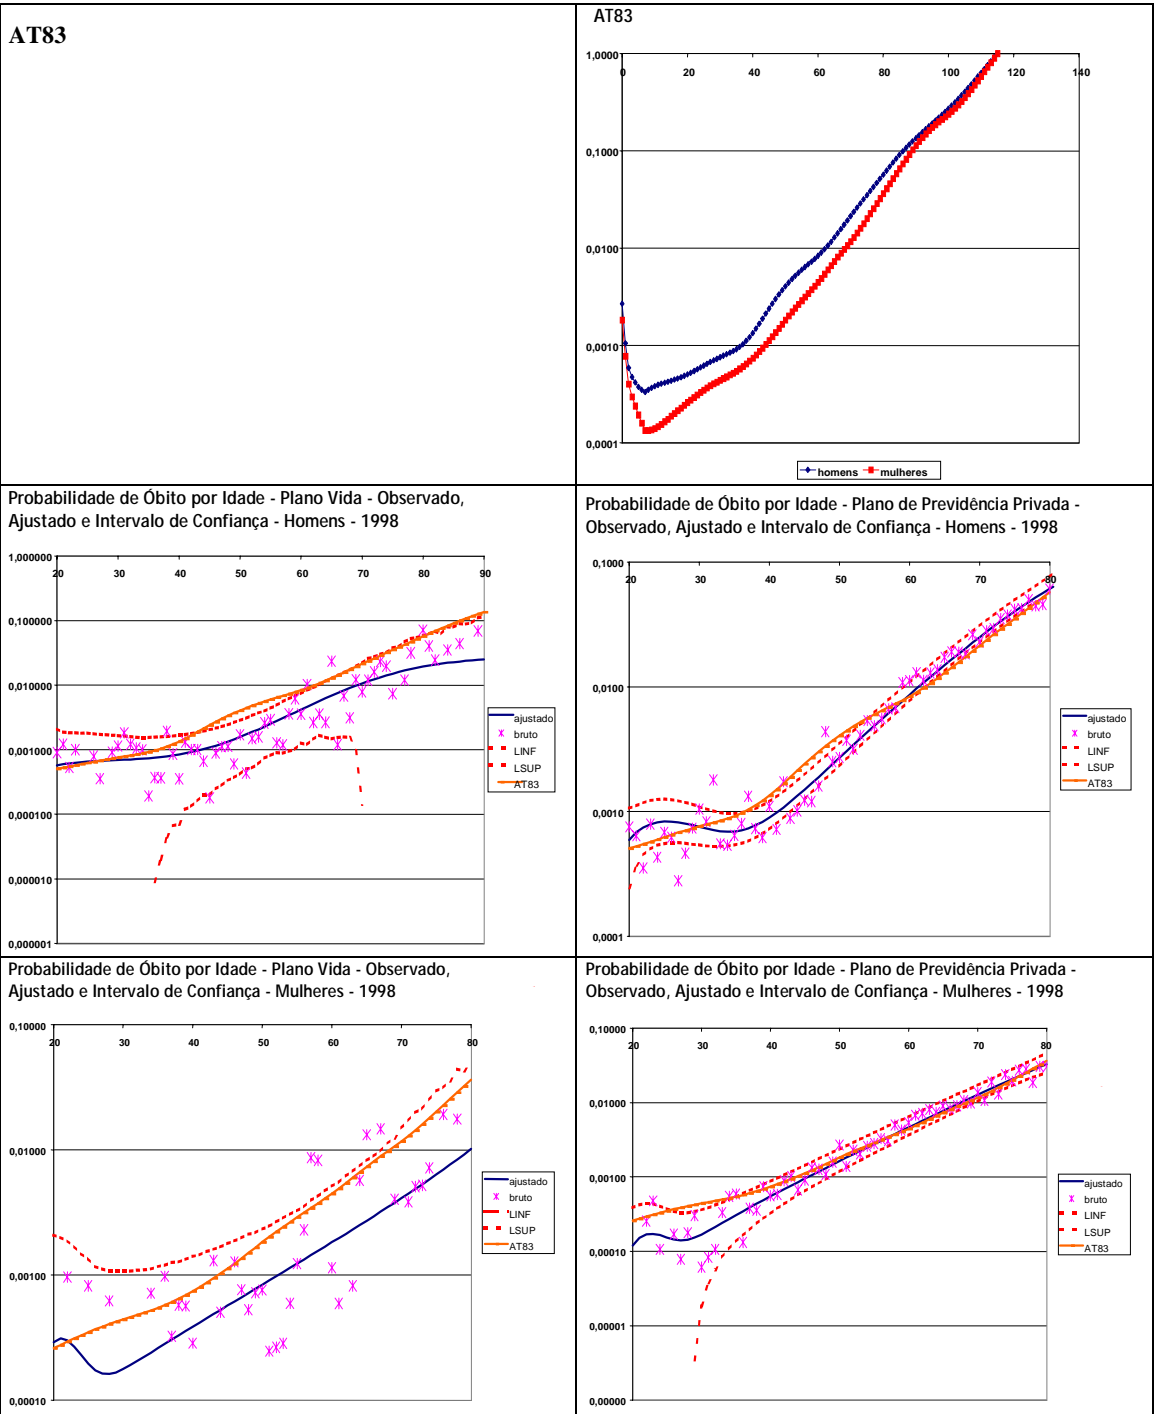 AT83
AT83
1,0000
0,1000
0,0100
0,0010
0,0001
0 20 40 60 80 100 120 140
homens mulheres
Probabilidade de Óbito por Idade - Plano Vida - Observado,
Ajustado e Intervalo de Confiança - Homens - 1998
1,000000
0,100000
0,010000
0,001000
0,000100
0,000010
0,000001
20 30 40 50 60 70 80 90
ajustado
bruto
LINF
LSUP
AT83
Probabilidade de Óbito por Idade - Plano de Previdência Privada -
Observado, Ajustado e Intervalo de Confiança - Homens - 1998
0,1000
0,0100
0,0010
0,0001
20 30 40 50 60 70 80
ajustado
bruto
LINF
LSUP
AT83
Probabilidade de Óbito por Idade - Plano Vida - Observado,
Ajustado e Intervalo de Confiança - Mulheres - 1998
0,10000
0,01000
0,00100
0,00010
20 30 40 50 60 70 80
ajustado
bruto
LINF
LSUP
AT83
Probabilidade de Óbito por Idade - Plano de Previdência Privada -
Observado, Ajustado e Intervalo de Confiança - Mulheres - 1998
0,10000
0,01000
0,00100
0,00010
0,00001
0,00000
20 30 40 50 60 70 80
ajustado
bruto
LINF
LSUP
AT83